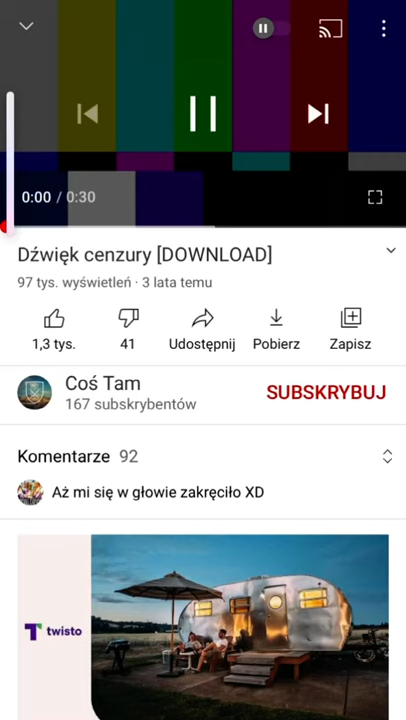 0:00 / 0:30
Dźwięk cenzury [DOWNLOAD]
97 tys. wyświetleń · 3 lata temu
1,3 tys.
41
Udostępnij
Pobierz
Zapisz
Coś Tam
167 subskrybentów
SUBSKRYBUJ
Komentarze 92
Aż mi się w głowie zakręciło XD
twisto